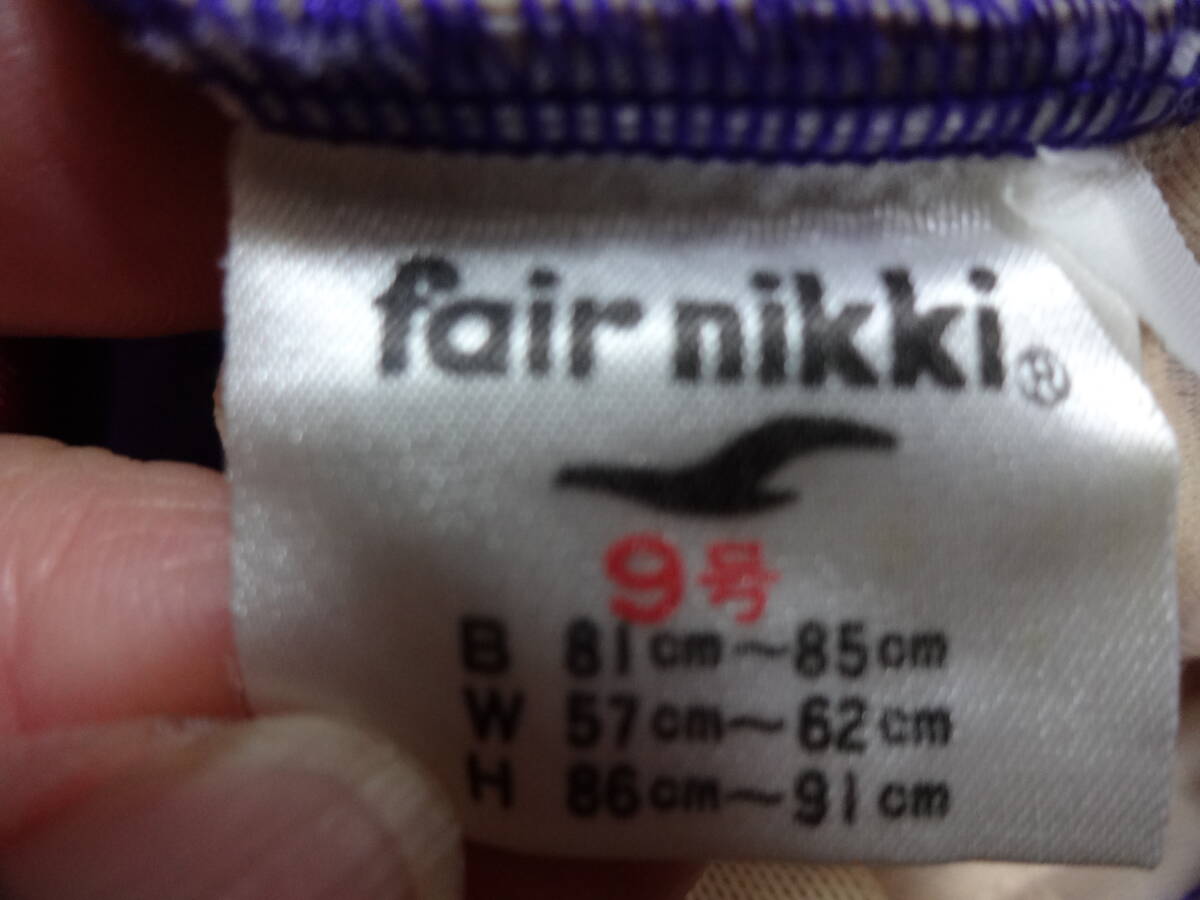 fair nikki®
9号
B 81cm～85cm
W 57cm～62cm
H 86cm～91cm